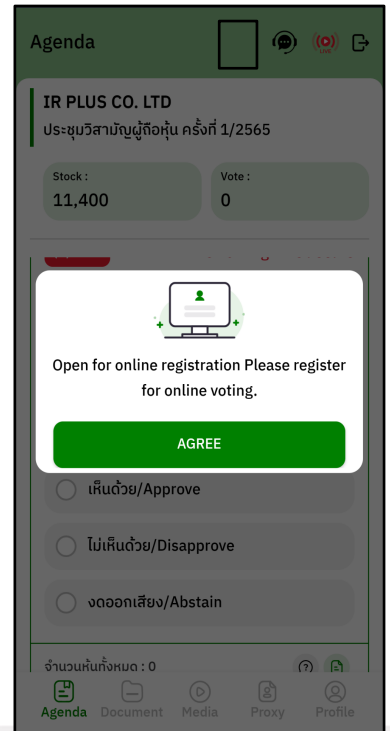 Agenda
LIVE
IR PLUS CO. LTD
ประชุมวิสามัญผู้ถือหุ้น ครั้งที่ 1/2565
Stock :
Vote :
11,400
0
Open for online registration Please register
for online voting.
AGREE
เห็นด้วย/Approve
ไม่เห็นด้วย/Disapprove
งดออกเสียง/Abstain
จำนวนหุ้นทั้งหมด : 0
Agenda Document Media Proxy Profile